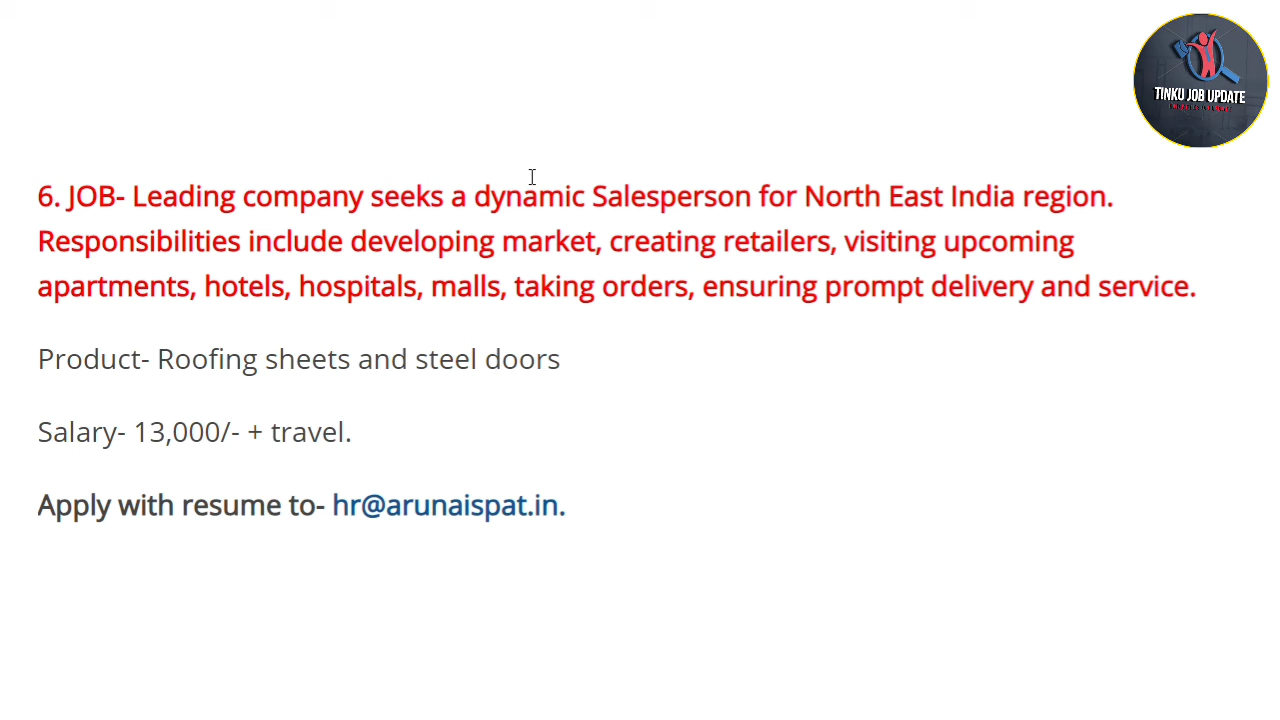 TINKU JOB UPDATE
6. JOB- Leading company seeks a dynamic Salesperson for North East India region.
Responsibilities include developing market, creating retailers, visiting upcoming
apartments, hotels, hospitals, malls, taking orders, ensuring prompt delivery and service.
Product- Roofing sheets and steel doors
Salary- 13,000/- + travel.
Apply with resume to- hr@arunaispat.in.